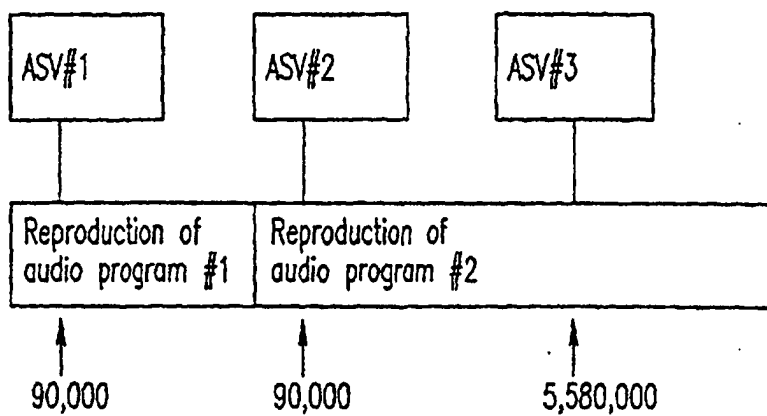 ASV#1
ASV#2
ASV#3
Reproduction of
audio program #1
Reproduction of
audio program #2
90,000
90,000
5,580,000